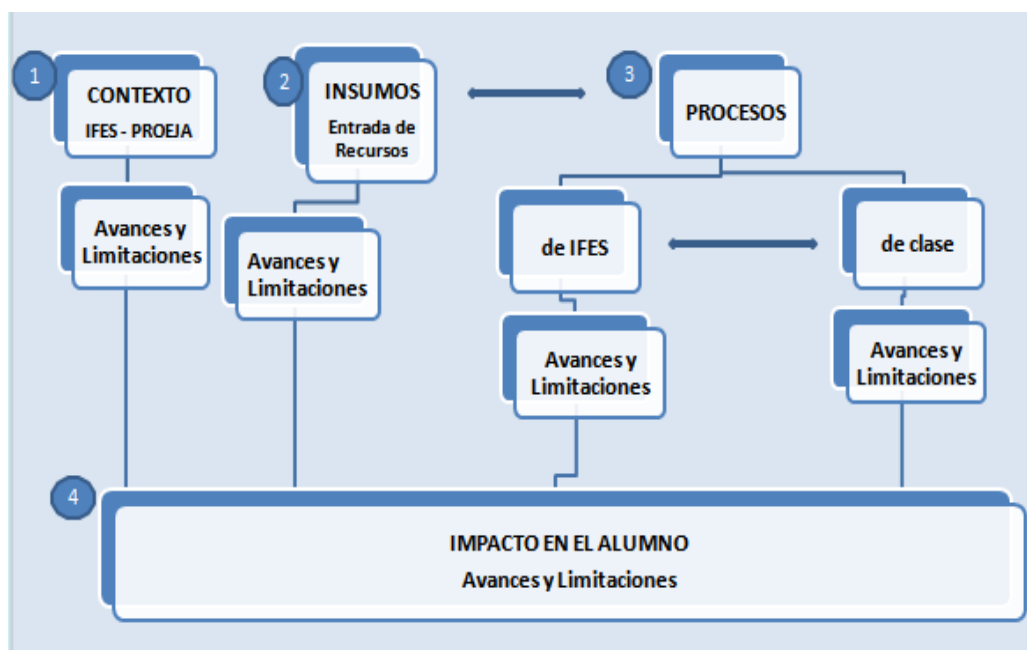 1
CONTEXTO
IFES - PROEJA
2
INSUMOS
Entrada de
Recursos
3
PROCESOS
Avances y
Limitaciones
Avances y
Limitaciones
de IFES
de clase
Avances y
Limitaciones
Avances y
Limitaciones
4
IMPACTO EN EL ALUMNO
Avances y Limitaciones